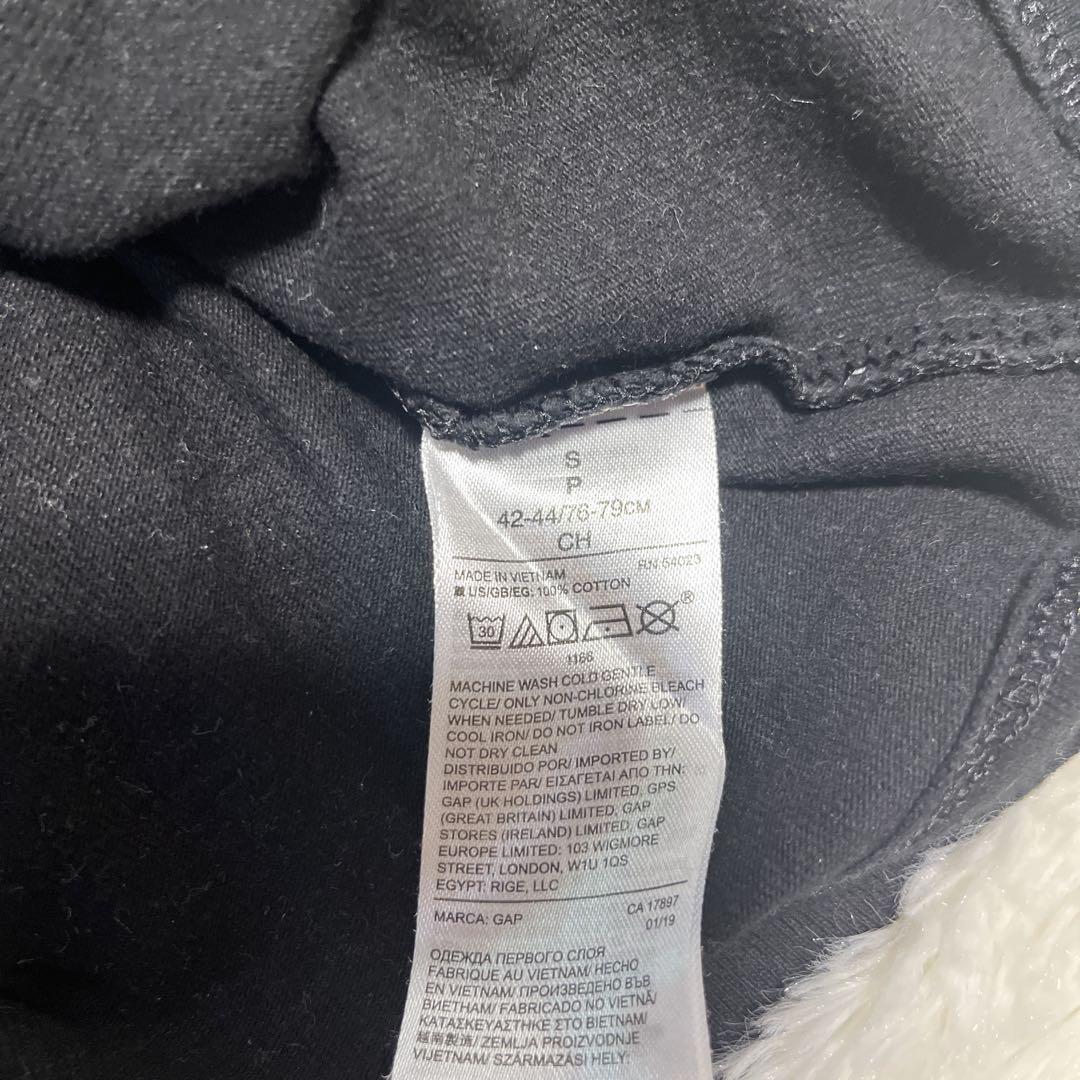 S
P
42-44/76-79CM
CH
RN 54023
MADE IN VIETNAM
US/GB/EG: 100% COTTON
30
®
1166
MACHINE WASH COLD GENTLE
CYCLE/ ONLY NON-CHLORINE BLEACH
WHEN NEEDED/ TUMBLE DRY LOW/
COOL IRON/ DO NOT IRON LABEL/ DO
NOT DRY CLEAN
DISTRIBUIDO POR/ IMPORTED BY/
IMPORTE PAR/ ΕΙΣΑΓΕΤΑΙ ΑΠΟ ΤΗΝ:
GAP (UK HOLDINGS) LIMITED, GPS
(GREAT BRITAIN) LIMITED, GAP
STORES (IRELAND) LIMITED, GAP
EUROPE LIMITED: 103 WIGMORE
STREET, LONDON, W1U 1QS
EGYPT: RIGE, LLC
MARCA: GAP
CA 17897
01/19
ОДЕЖДА ПЕРВОГО СЛОЯ
FABRIQUE AU VIETNAM/ HECHO
EN VIETNAM/ ПРОИЗВЕДЕНО ВЪВ
ВИЕТНАМ/ FABRICADO NO VIETNÃ/
ΚΑΤΑΣΚΕΥΑΣΤΗΚΕ ΣΤΟ ΒΙΕΤΝΑΜ/
越南製造/ ZEMLJA PROIZVODNJE
VIJETNAM/ SZÁRMAZÁSI HELY: